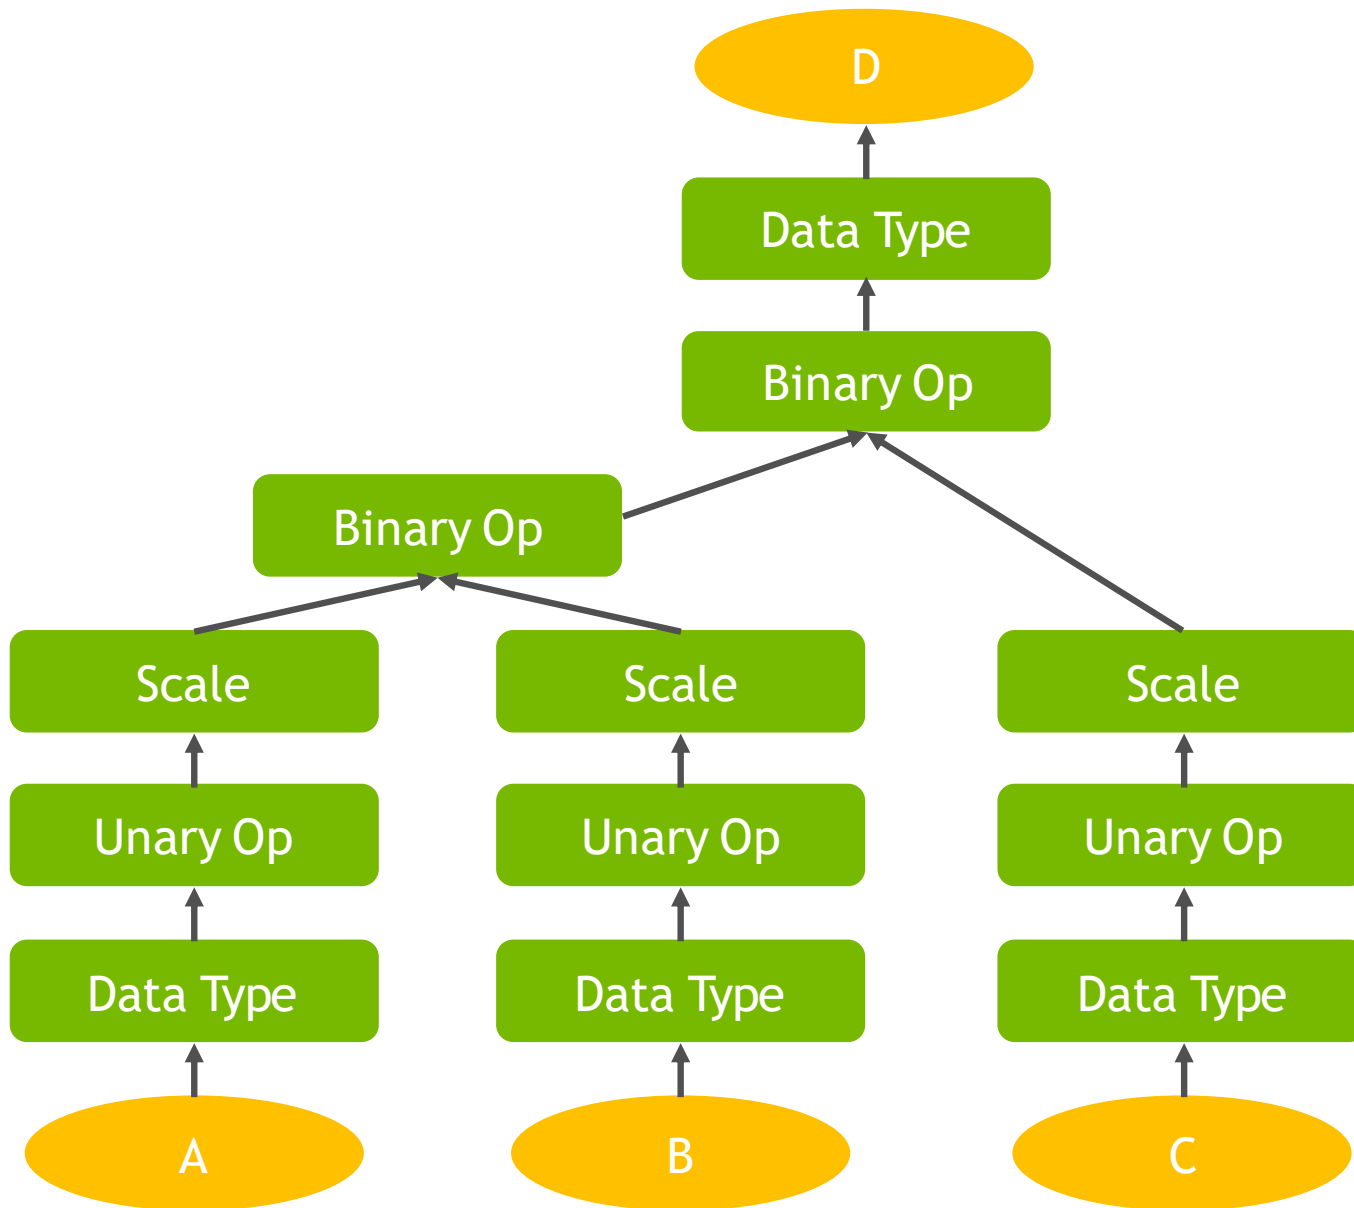 D
Data Type
Binary Op
Binary Op
Scale
Scale
Scale
Unary Op
Unary Op
Unary Op
Data Type
Data Type
Data Type
A
B
C